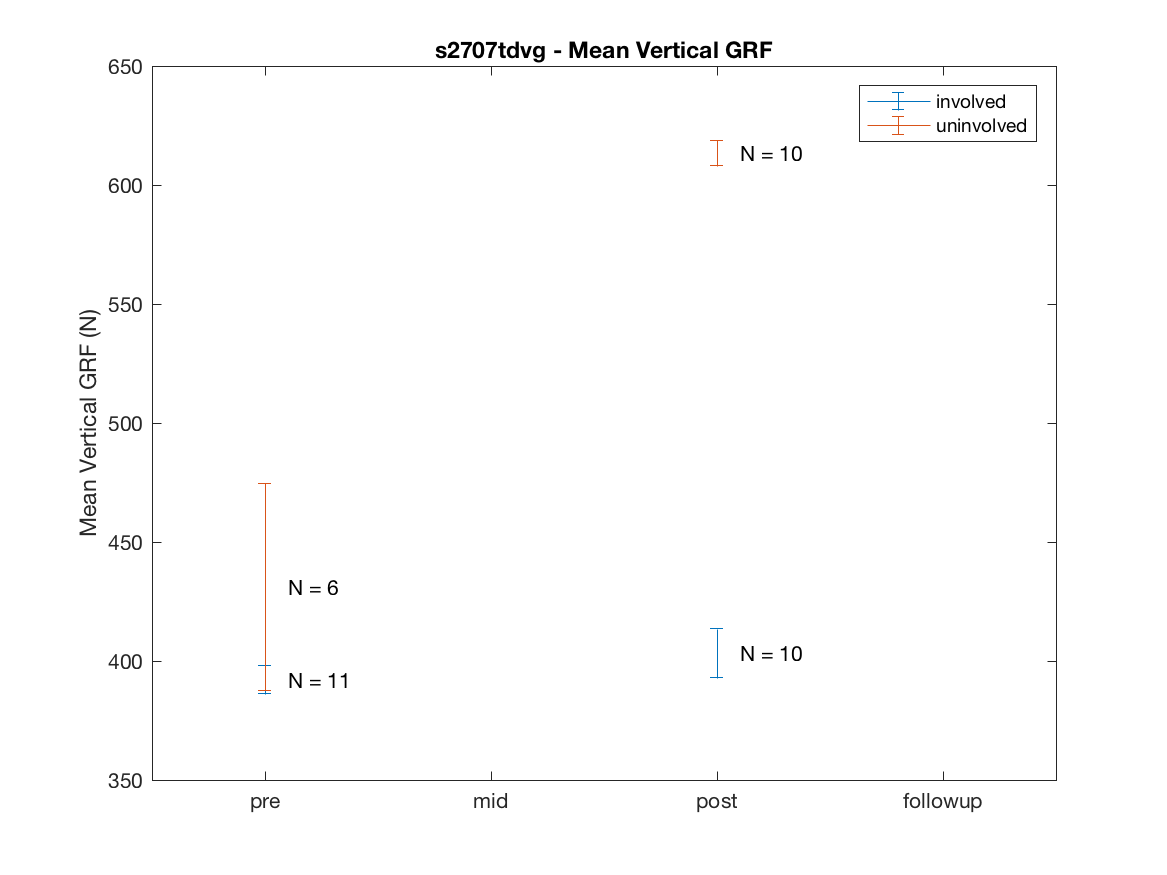 s2707tdvg - Mean Vertical GRF
650
600
550
500
450
400
350
Mean Vertical GRF (N)
involved
uninvolved
N = 10
N = 6
N = 11
N = 10
pre
mid
post
followup